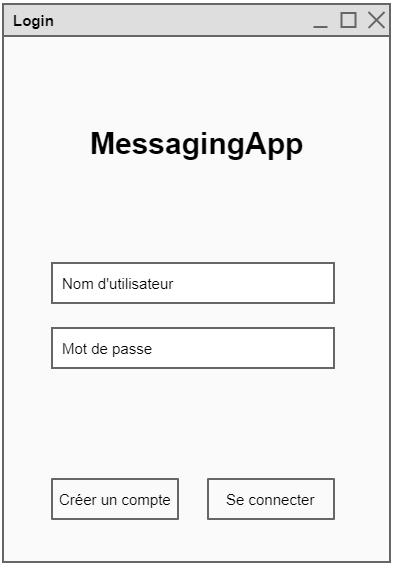 Login
MessagingApp
Nom d'utilisateur
Mot de passe
Créer un compte
Se connecter